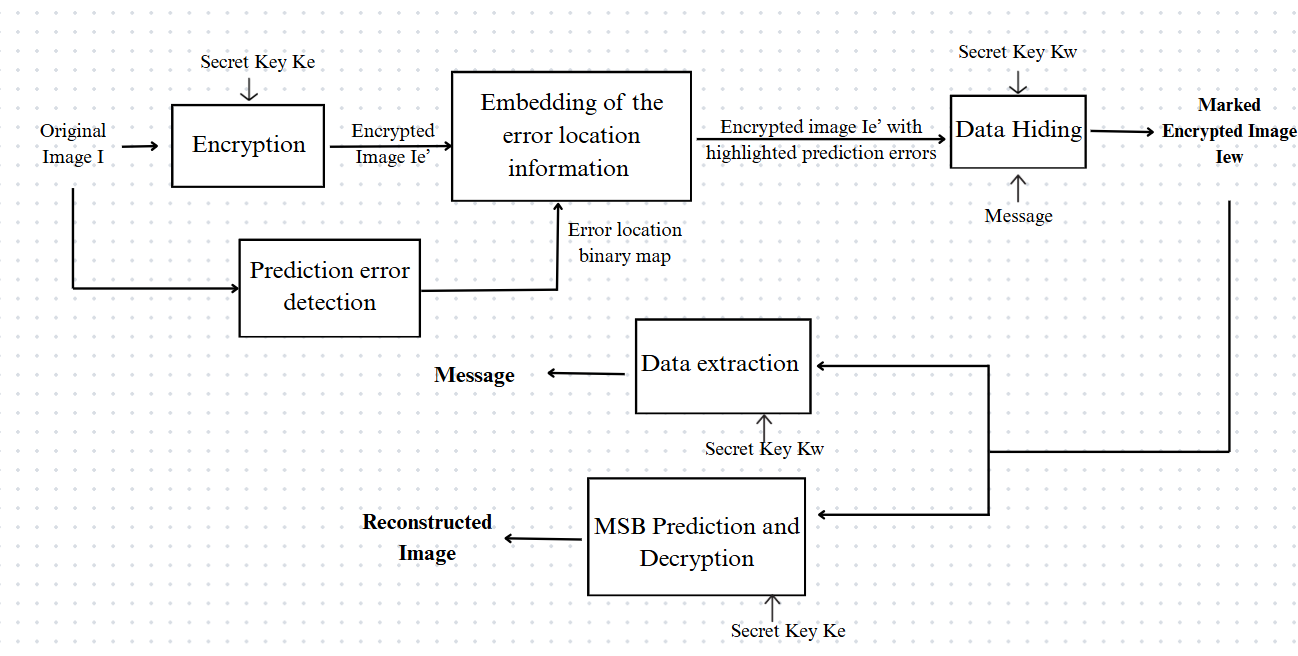 Secret Key Ke
Original
Image I
Encryption
Encrypted
Image Ie’
Embedding of the
error location
information
Encrypted image Ie’ with
highlighted prediction errors
Secret Key Kw
Data Hiding
Message
Marked
Encrypted Image
Iew
Prediction error
detection
Error location
binary map
Data extraction
Message
Secret Key Kw
MSB Prediction and
Decryption
Reconstructed
Image
Secret Key Ke